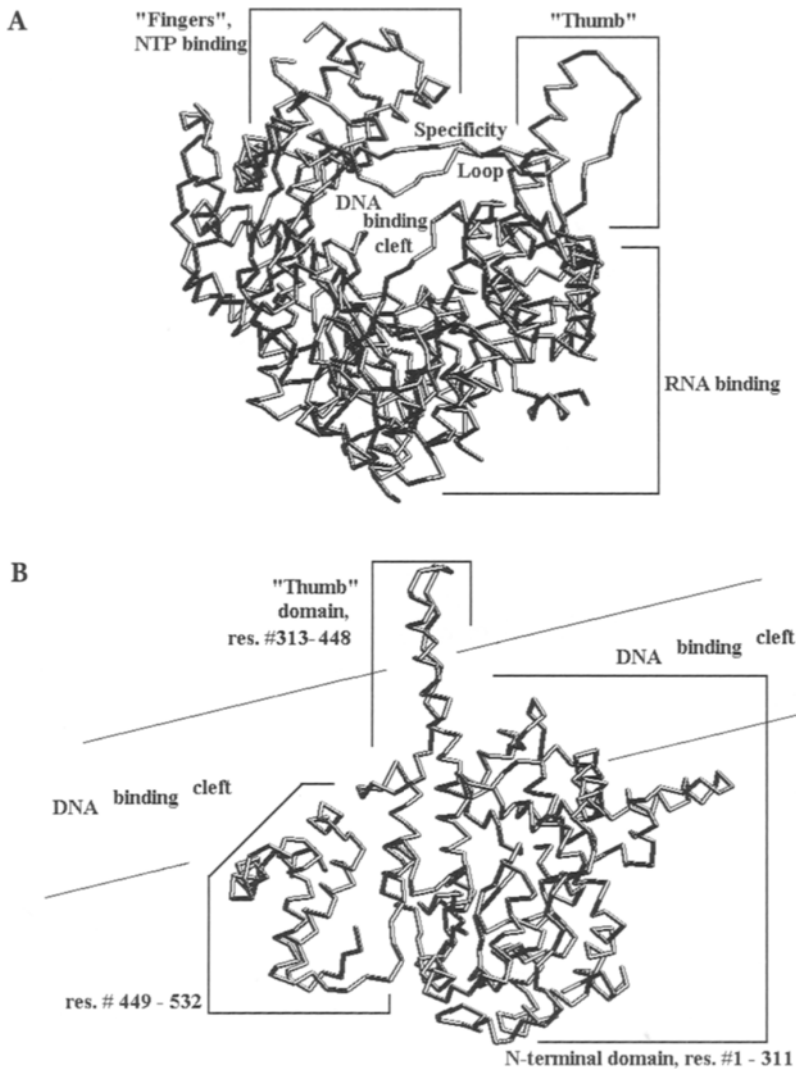 A
"Fingers",
NTP binding
"Thumb"
Specificity
Loop
DNA
binding
cleft
RNA binding
B
"Thumb"
domain,
res. #313-448
DNA binding cleft
DNA binding cleft
res. # 449 - 532
N-terminal domain, res. #1 - 311